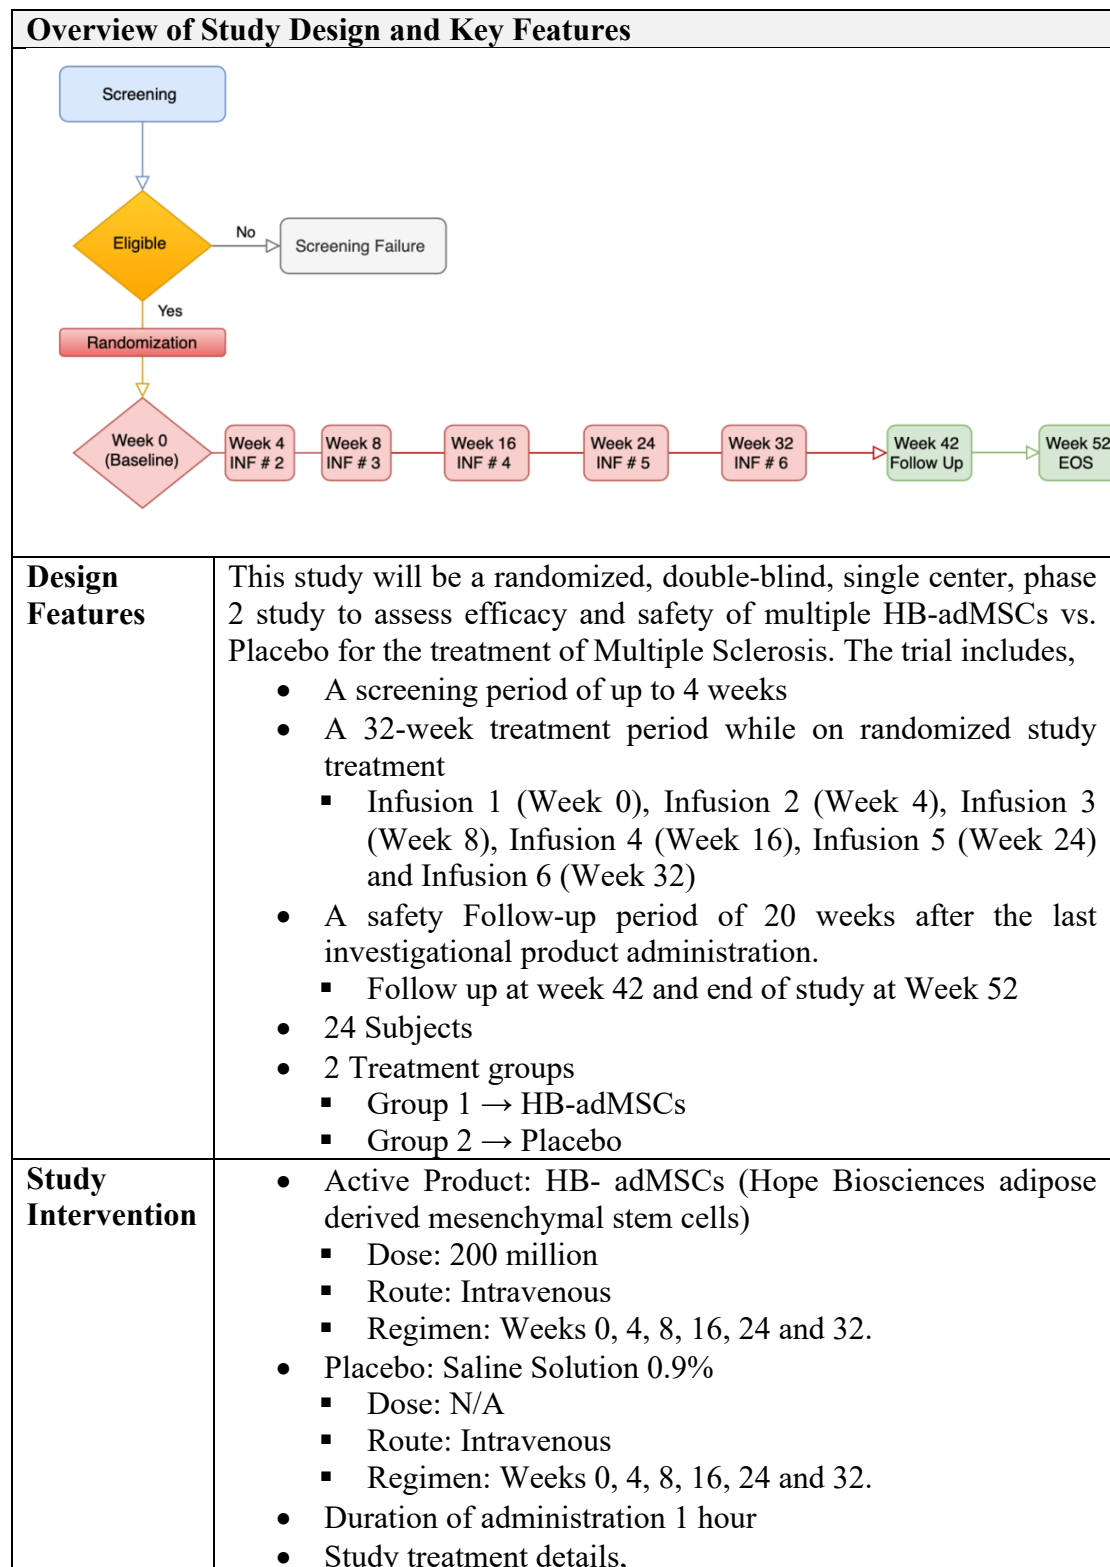 Overview of Study Design and Key Features
Screening
Eligible
No
Screening Failure
Yes
Randomization
Week 0
(Baseline)
Week 4
INF # 2
Week 8
INF # 3
Week 16
INF # 4
Week 24
INF # 5
Week 32
INF # 6
Week 42
Follow Up
Week 52
EOS
Design
Features
This study will be a randomized, double-blind, single center, phase
2 study to assess efficacy and safety of multiple HB-adMSCs vs.
Placebo for the treatment of Multiple Sclerosis. The trial includes,
• A screening period of up to 4 weeks
• A 32-week treatment period while on randomized study
treatment
▪ Infusion 1 (Week 0), Infusion 2 (Week 4), Infusion 3
(Week 8), Infusion 4 (Week 16), Infusion 5 (Week 24)
and Infusion 6 (Week 32)
• A safety Follow-up period of 20 weeks after the last
investigational product administration.
▪ Follow up at week 42 and end of study at Week 52
• 24 Subjects
• 2 Treatment groups
▪ Group 1 → HB-adMSCs
▪ Group 2 → Placebo
Study
Intervention
• Active Product: HB- adMSCs (Hope Biosciences adipose
derived mesenchymal stem cells)
▪ Dose: 200 million
▪ Route: Intravenous
▪ Regimen: Weeks 0, 4, 8, 16, 24 and 32.
• Placebo: Saline Solution 0.9%
▪ Dose: N/A
▪ Route: Intravenous
▪ Regimen: Weeks 0, 4, 8, 16, 24 and 32.
• Duration of administration 1 hour
• Study treatment details,